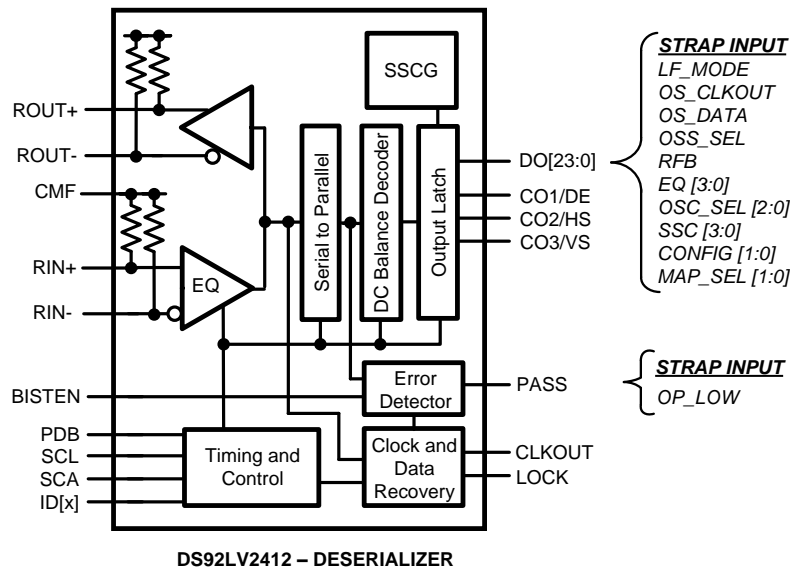 ROUT+
ROUT-
CMF
RIN+
RIN-
BISTEN
PDB
SCL
SCA
ID[x]
EQ
Serial to Parallel
DC Balance Decoder
Output Latch
SSCG
Error
Detector
Timing and
Control
Clock and
Data
Recovery
DO[23:0]
CO1/DE
CO2/HS
CO3/VS
PASS
CLKOUT
LOCK
STRAP INPUT
LF_MODE
OS_CLKOUT
OS_DATA
OSS_SEL
RFB
EQ [3:0]
OSC_SEL [2:0]
SSC [3:0]
CONFIG [1:0]
MAP_SEL [1:0]
STRAP INPUT
OP_LOW
DS92LV2412 – DESERIALIZER